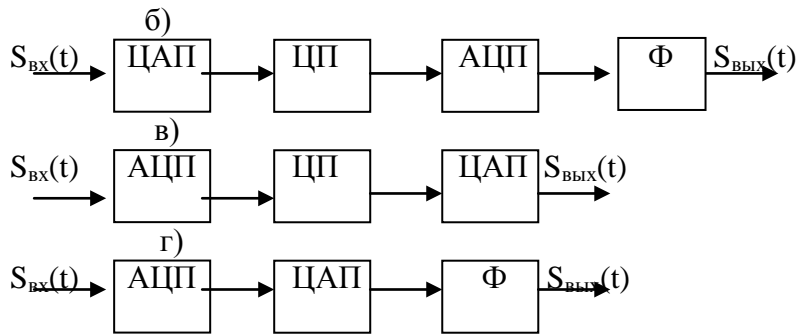 б)
Sвх(t) ЦАП ЦП АЦП Ф Sвых(t)
в)
Sвх(t) АЦП ЦП ЦАП Sвых(t)
г)
Sвх(t) АЦП ЦАП Ф Sвых(t)